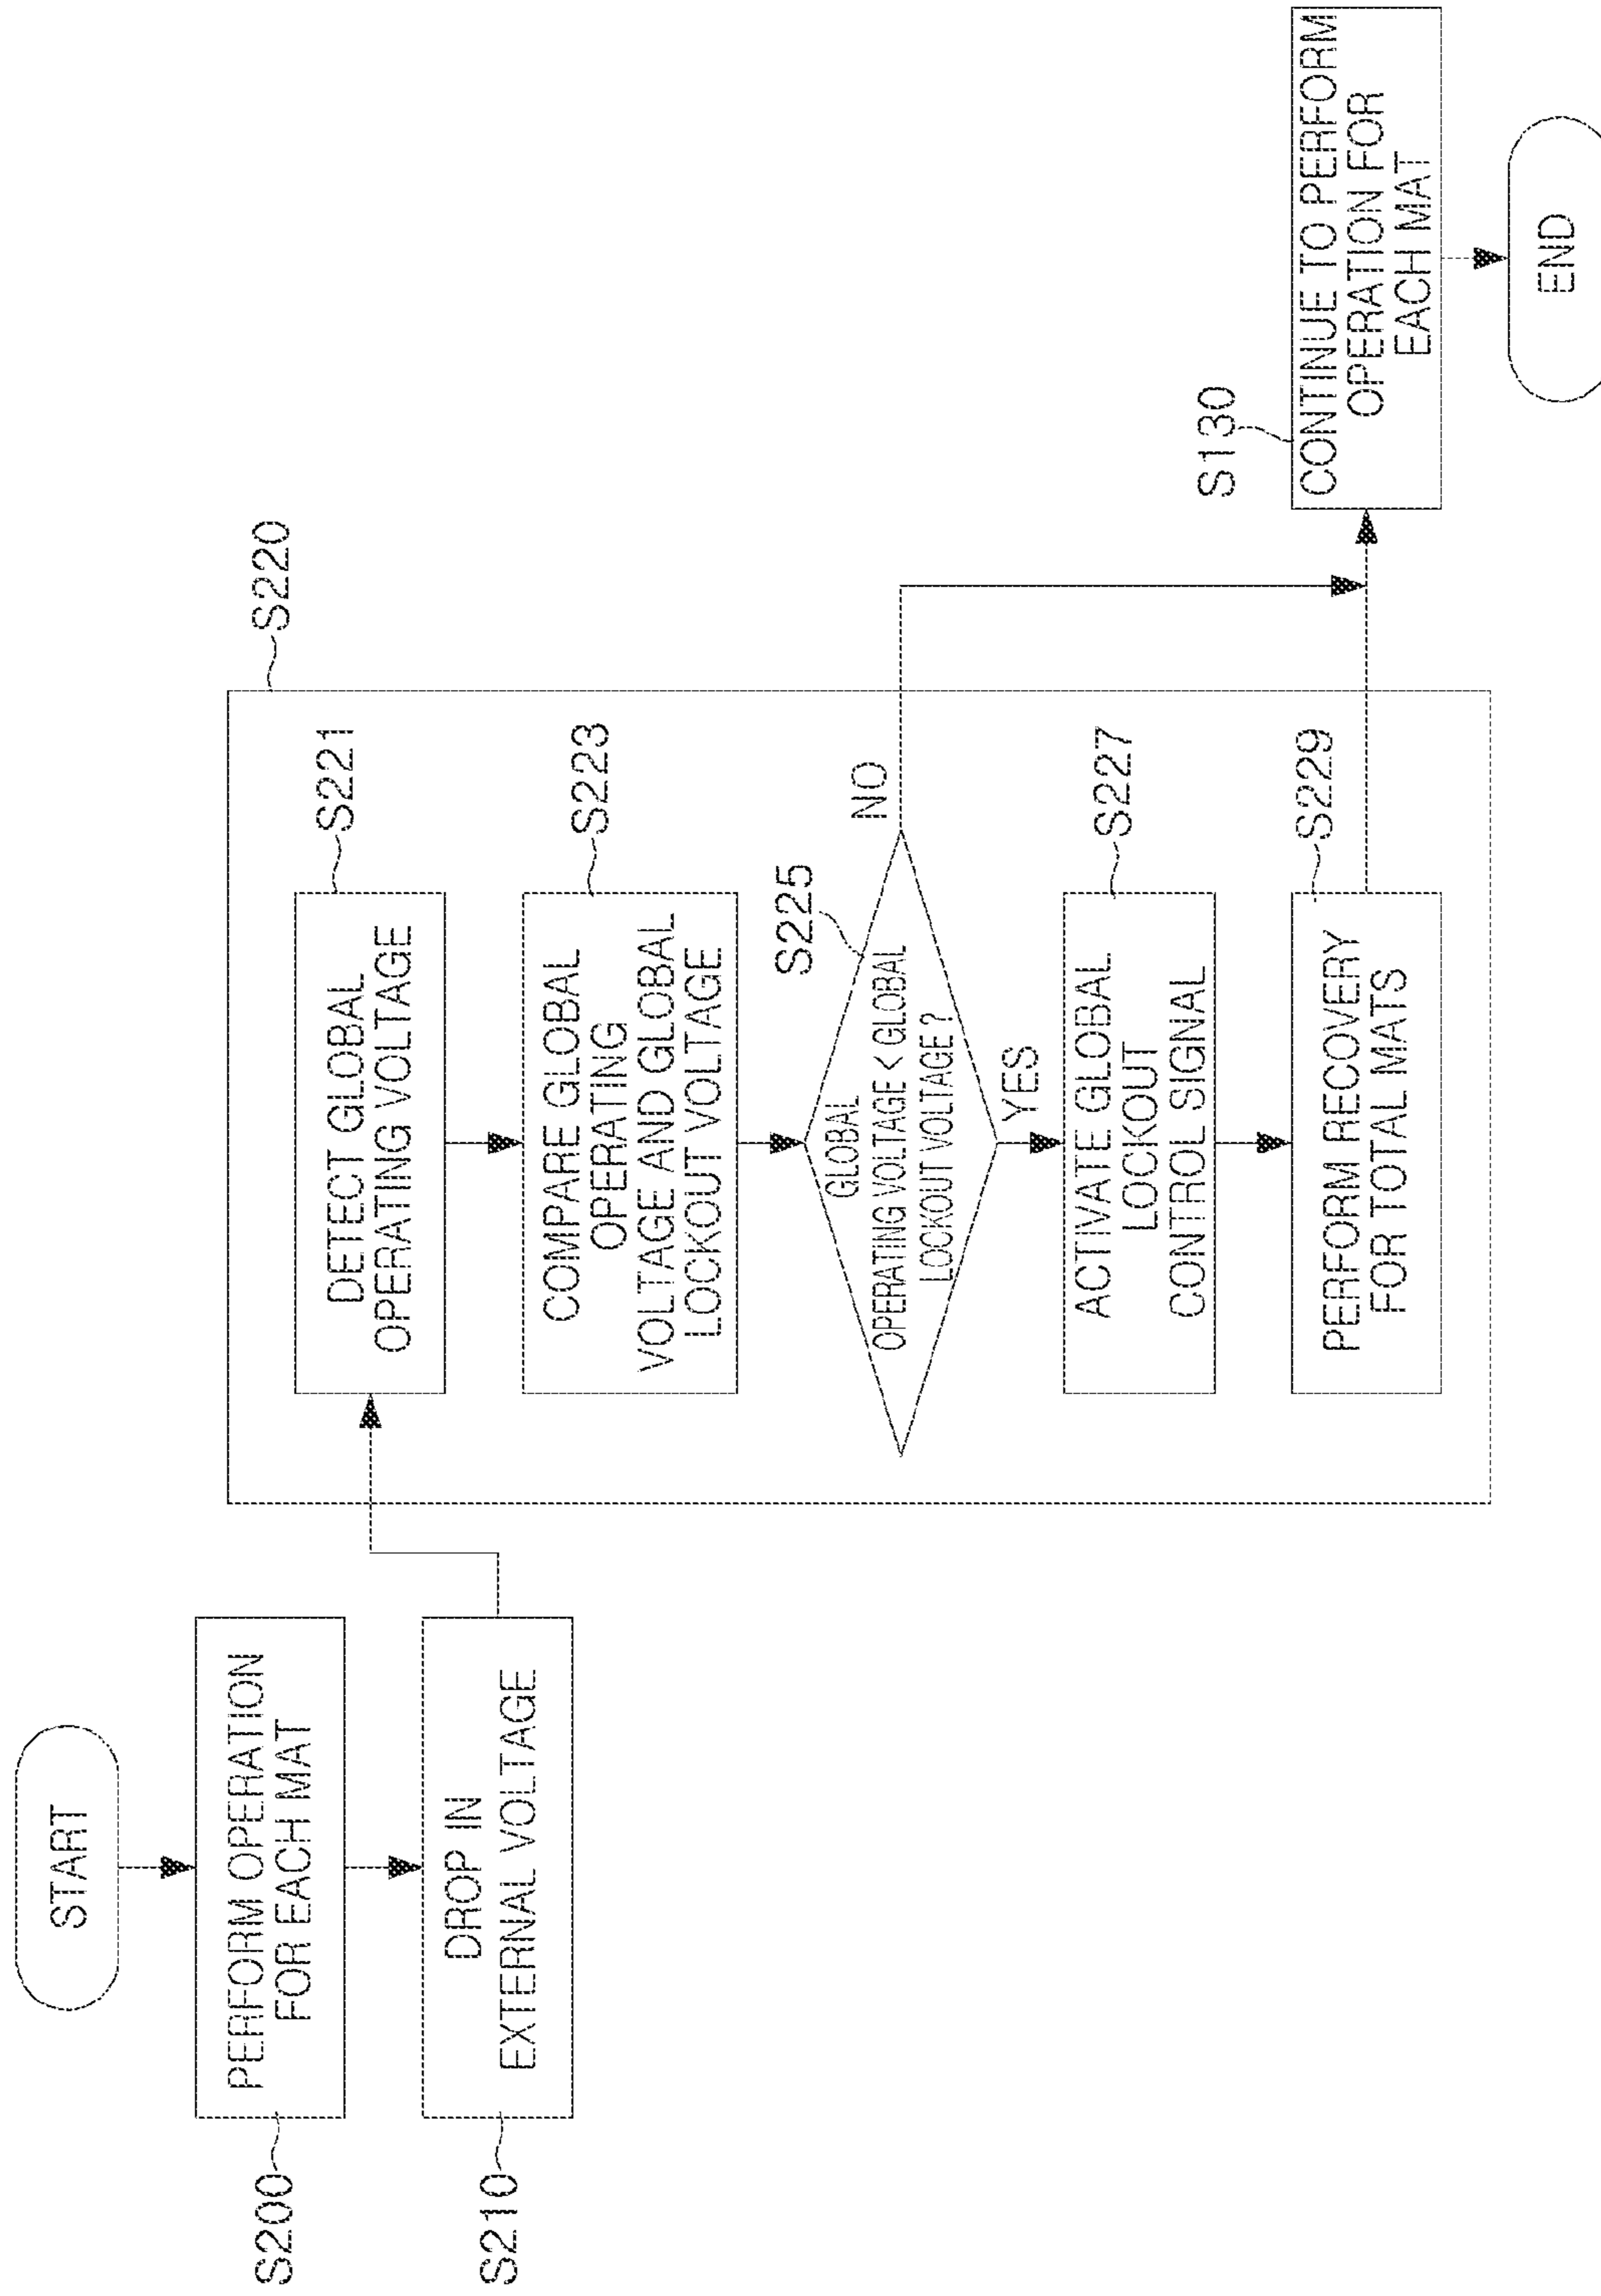 START
S200
PERFORM OPERATION
FOR EACH MAT
S210
DROP IN
EXTERNAL VOLTAGE
S220
S221
DETECT GLOBAL
OPERATING VOLTAGE
S223
COMPARE GLOBAL
OPERATING
VOLTAGE AND GLOBAL
LOCKOUT VOLTAGE
S225
GLOBAL
OPERATING VOLTAGE < GLOBAL
LOCKOUT VOLTAGE ?
NO
YES
S227
ACTIVATE GLOBAL
LOCKOUT
CONTROL SIGNAL
S229
PERFORM RECOVERY
FOR TOTAL MATS
S130
CONTINUE TO PERFORM
OPERATION FOR
EACH MAT
END